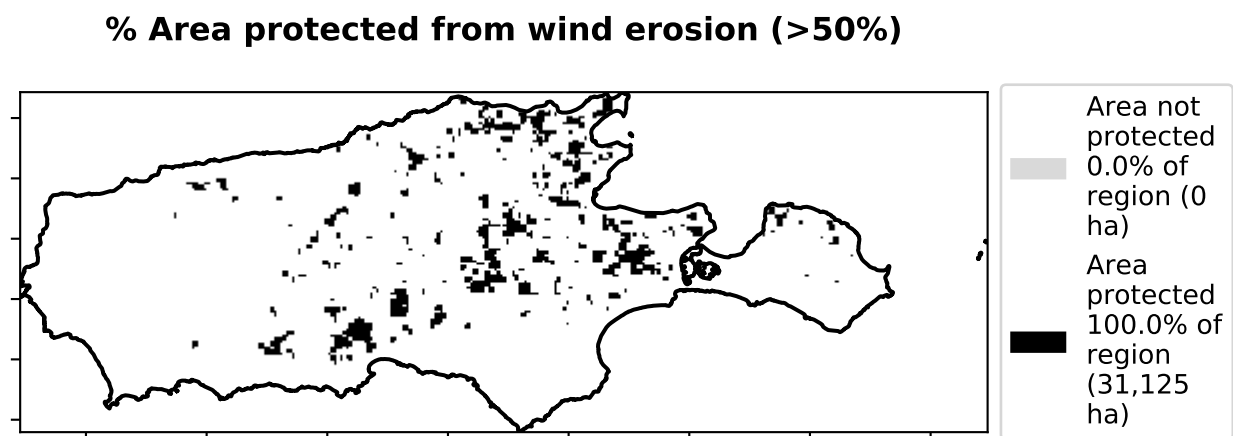 % Area protected from wind erosion (>50%)
Area not
protected
0.0% of
region (0
ha)
Area
protected
100.0% of
region
(31,125
ha)